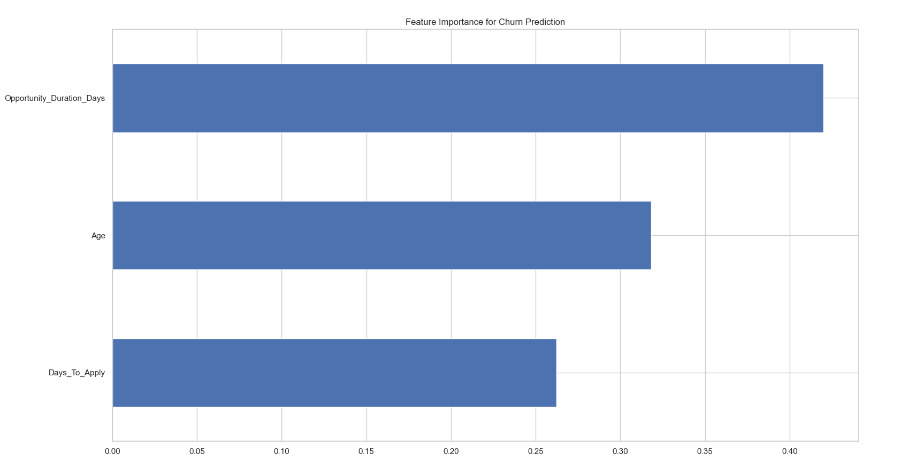 Feature Importance for Churn Prediction
Opportunity_Duration_Days
Age
Days_To_Apply
0.00 0.05 0.10 0.15 0.20 0.25 0.30 0.35 0.40